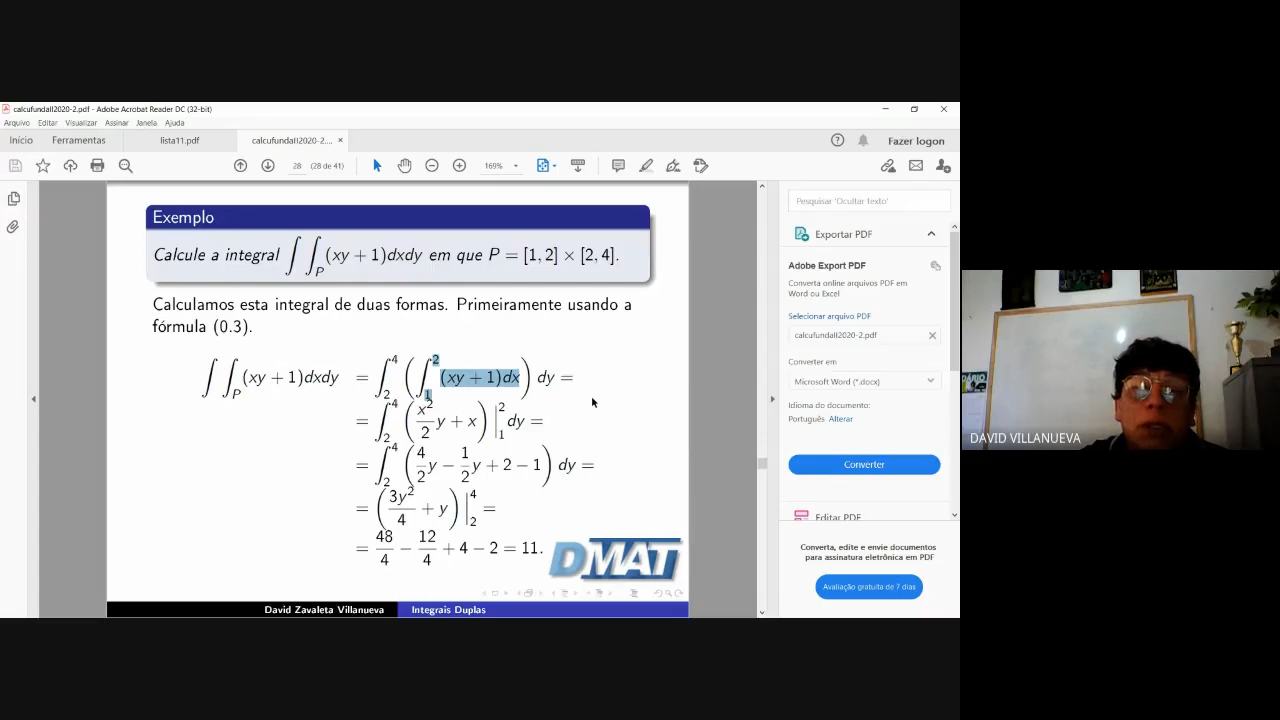 calcufundaII2020-2.pdf - Adobe Acrobat Reader DC (32-bit)
Arquivo Editar Visualizar Assinar Janela Ajuda
Início Ferramentas lista11.pdf calcufundaII2020-2.... × Fazer logon
28 (28 de 41) 169%
Exemplo
Calcule a integral ∫∫_P (xy + 1)dxdy em que P = [1, 2] × [2, 4].
Calculamos esta integral de duas formas. Primeiramente usando a
fórmula (0.3).
∫∫_P (xy + 1)dxdy = ∫_2^4 (∫_1^2 (xy + 1)dx) dy =
= ∫_2^4 (x²/2 y + x) |_1^2 dy =
= ∫_2^4 (4/2 y − 1/2 y + 2 − 1) dy =
= (3y²/4 + y) |_2^4 =
= 48/4 − 12/4 + 4 − 2 = 11.
DMAT
David Zavaleta Villanueva Integrais Duplas
Pesquisar 'Ocultar texto'
Exportar PDF
Adobe Export PDF
Converta arquivos PDF em
Word ou Excel online
Selecionar arquivo PDF
calcufundaII2020-2.pdf
Converter em
Microsoft Word (*.docx)
Idioma do documento:
Português Alterar
Converter
Editar PDF
Converta, edite e envie documentos
para assinatura eletrônica em PDF
Avaliação gratuita de 7 dias
DAVID VILLANUEVA